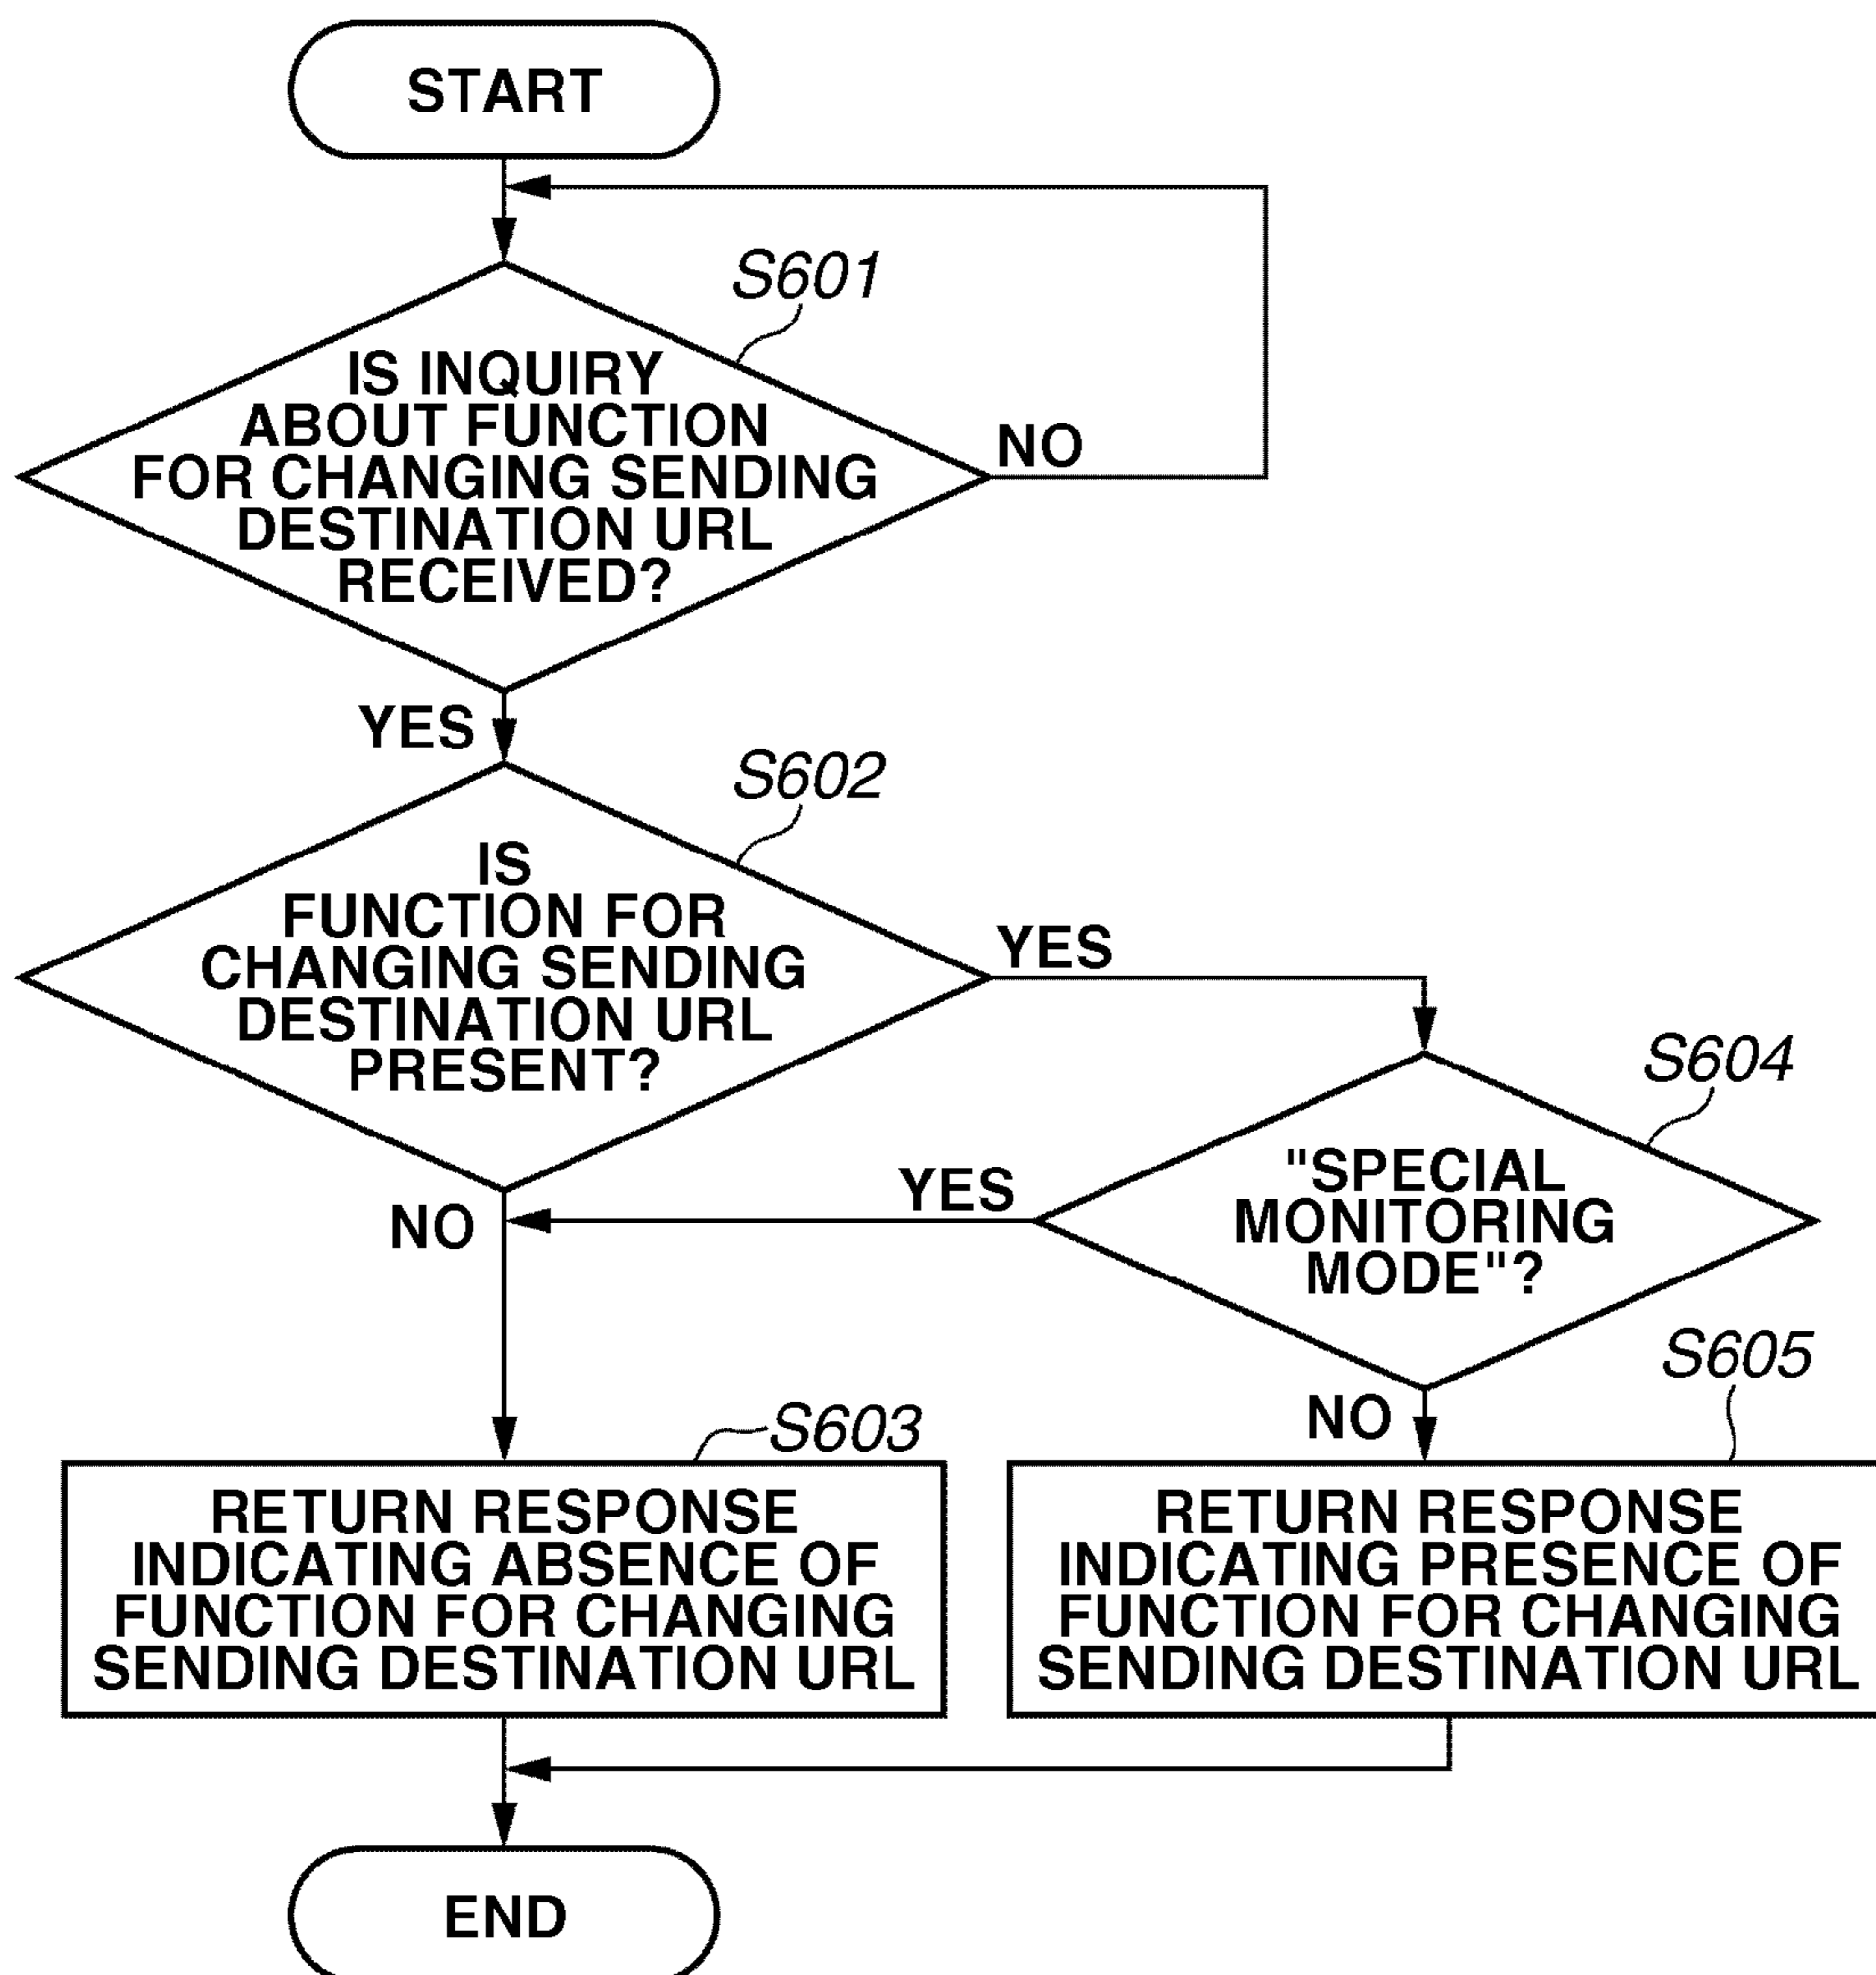 START
S601
IS INQUIRY
ABOUT FUNCTION
FOR CHANGING SENDING
DESTINATION URL
RECEIVED?
NO
YES
S602
IS
FUNCTION FOR
CHANGING SENDING
DESTINATION URL
PRESENT?
YES
NO
S604
"SPECIAL
MONITORING
MODE"?
YES
NO
S603
RETURN RESPONSE
INDICATING ABSENCE OF
FUNCTION FOR CHANGING
SENDING DESTINATION URL
S605
RETURN RESPONSE
INDICATING PRESENCE OF
FUNCTION FOR CHANGING
SENDING DESTINATION URL
END